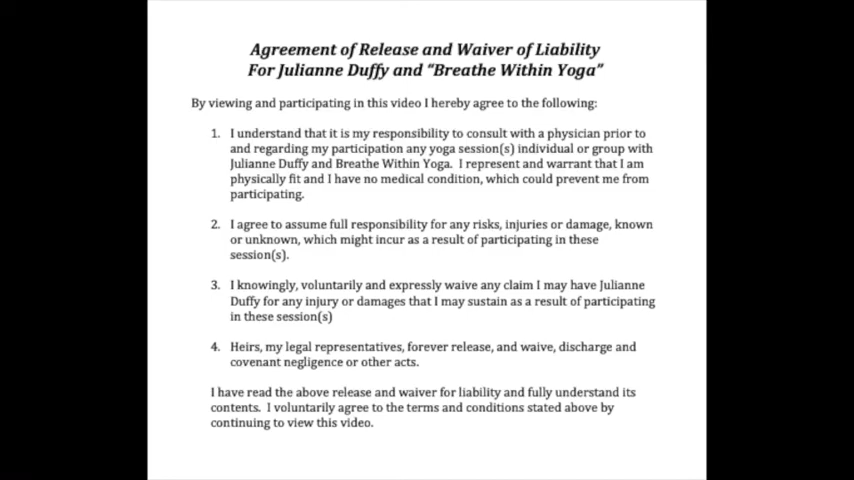 Agreement of Release and Waiver of Liability
For Julianne Duffy and “Breathe Within Yoga”
By viewing and participating in this video I hereby agree to the following:
1. I understand that it is my responsibility to consult with a physician prior to
and regarding my participation any yoga session(s) individual or group with
Julianne Duffy and Breathe Within Yoga. I represent and warrant that I am
physically fit and I have no medical condition, which could prevent me from
participating.
2. I agree to assume full responsibility for any risks, injuries or damage, known
or unknown, which might incur as a result of participating in these
session(s).
3. I knowingly, voluntarily and expressly waive any claim I may have Julianne
Duffy for any injury or damages that I may sustain as a result of participating
in these session(s)
4. Heirs, my legal representatives, forever release, and waive, discharge and
covenant negligence or other acts.
I have read the above release and waiver for liability and fully understand its
contents. I voluntarily agree to the terms and conditions stated above by
continuing to view this video.